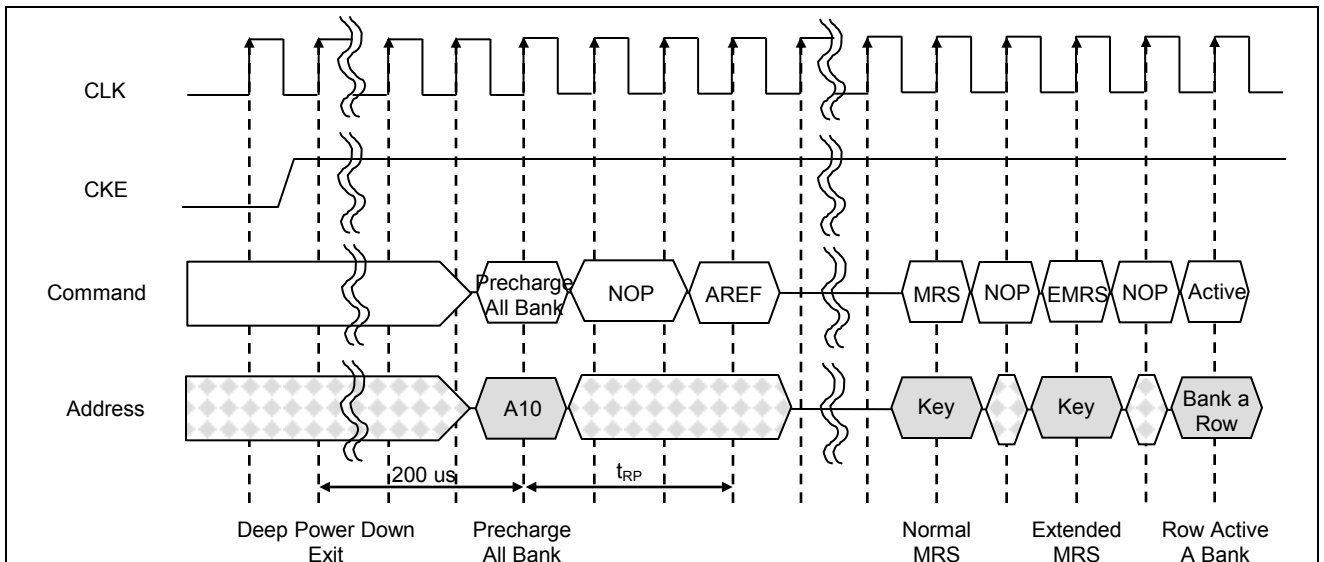 CLK
CKE
Command
Precharge
All Bank
NOP
AREF
MRS
NOP
EMRS
NOP
Active
Address
A10
Key
Key
Bank a
Row
200 us
tRP
Deep Power Down
Exit
Precharge
All Bank
Normal
MRS
Extended
MRS
Row Active
A Bank